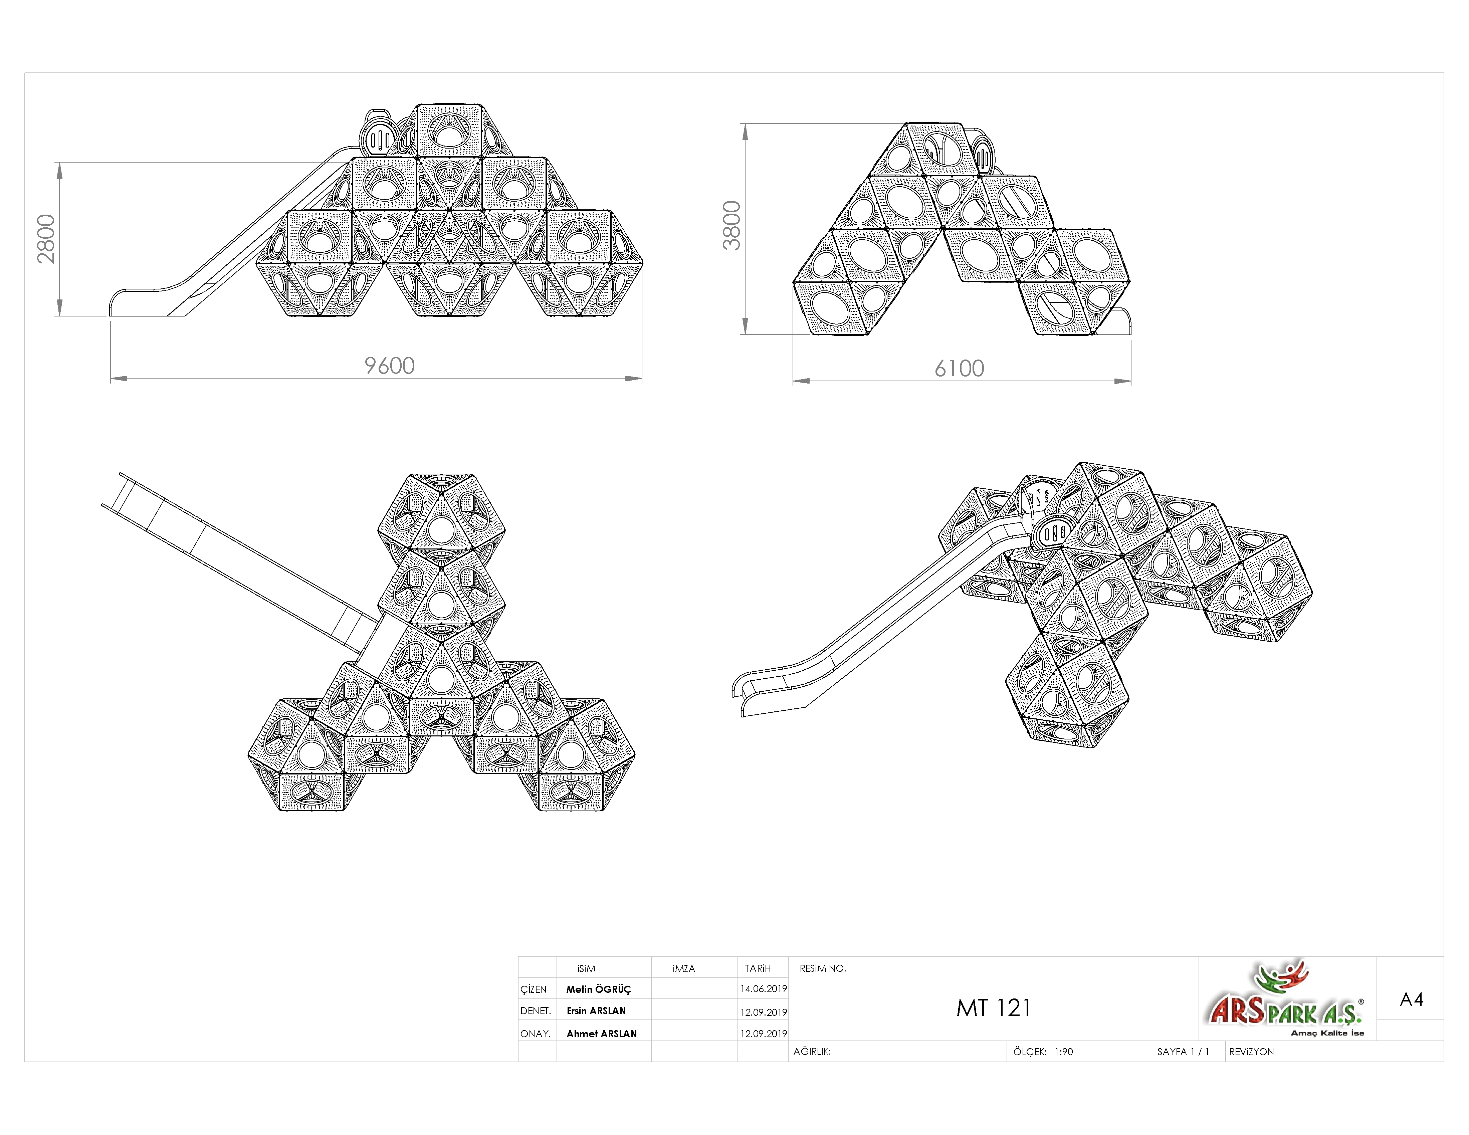 2800
9600
3800
6100
İSİM İMZA TARİH RESİM NO.
ÇİZEN Metin ÖGRÜÇ 14.06.2019
DENET. Ersin ARSLAN 12.09.2019
ONAY. Ahmet ARSLAN 12.09.2019
MT 121
ARSPARK A.Ş.®
Amaç Kalite İse
A4
AĞIRLIK: ÖLÇEK: 1:90 SAYFA 1 / 1 REVİZYON